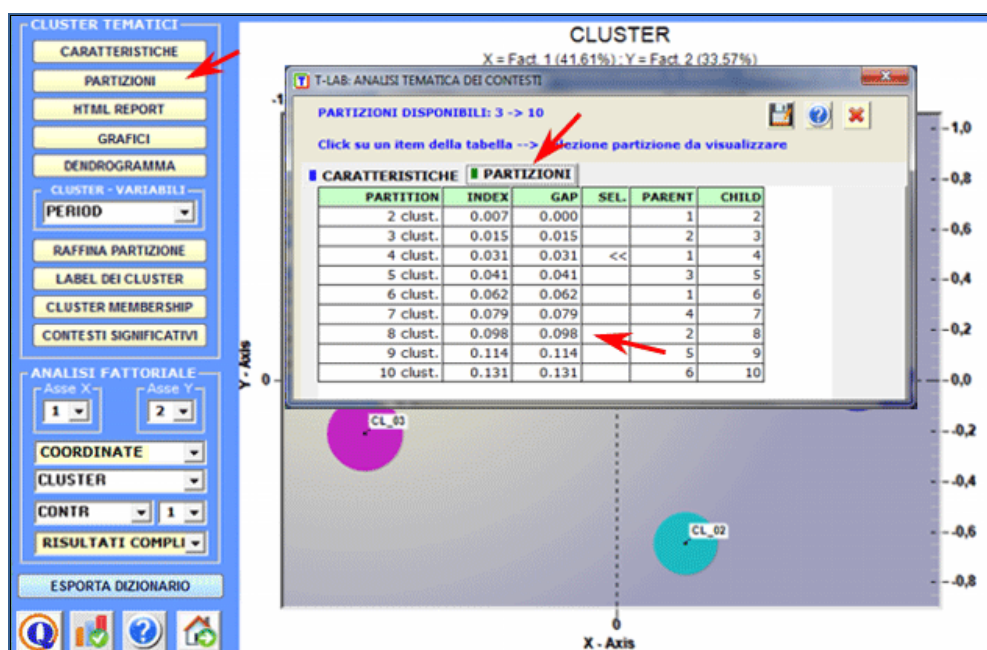 CLUSTER TEMATICI
CARATTERISTICHE
PARTIZIONI
HTML REPORT
GRAFICI
DENDROGRAMMA
CLUSTER - VARIABILI
PERIOD
RAFFINA PARTIZIONE
LABEL DEI CLUSTER
CLUSTER MEMBERSHIP
CONTESTI SIGNIFICATIVI
ANALISI FATTORIALE
Asse X Asse Y
1 2
COORDINATE
CLUSTER
CONTR 1
RISULTATI COMPLI
ESPORTA DIZIONARIO
Q ?
CLUSTER
X = Fact. 1 (41.61%) : Y = Fact. 2 (33.57%)
T-LAB: ANALISI TEMATICA DEI CONTESTI
PARTIZIONI DISPONIBILI: 3 -> 10
Click su un item della tabella --> selezione partizione da visualizzare
CARATTERISTICHE PARTIZIONI
PARTITION INDEX GAP SEL. PARENT CHILD
2 clust. 0.007 0.000 1 2
3 clust. 0.015 0.015 2 3
4 clust. 0.031 0.031 << 1 4
5 clust. 0.041 0.041 3 5
6 clust. 0.062 0.062 1 6
7 clust. 0.079 0.079 4 7
8 clust. 0.098 0.098 2 8
9 clust. 0.114 0.114 5 9
10 clust. 0.131 0.131 6 10
1,0
0,8
0,6
0,4
0,2
0,0
-0,2
-0,4
-0,6
-0,8
Y - Axis
0
CL_03
CL_02
0
X - Axis